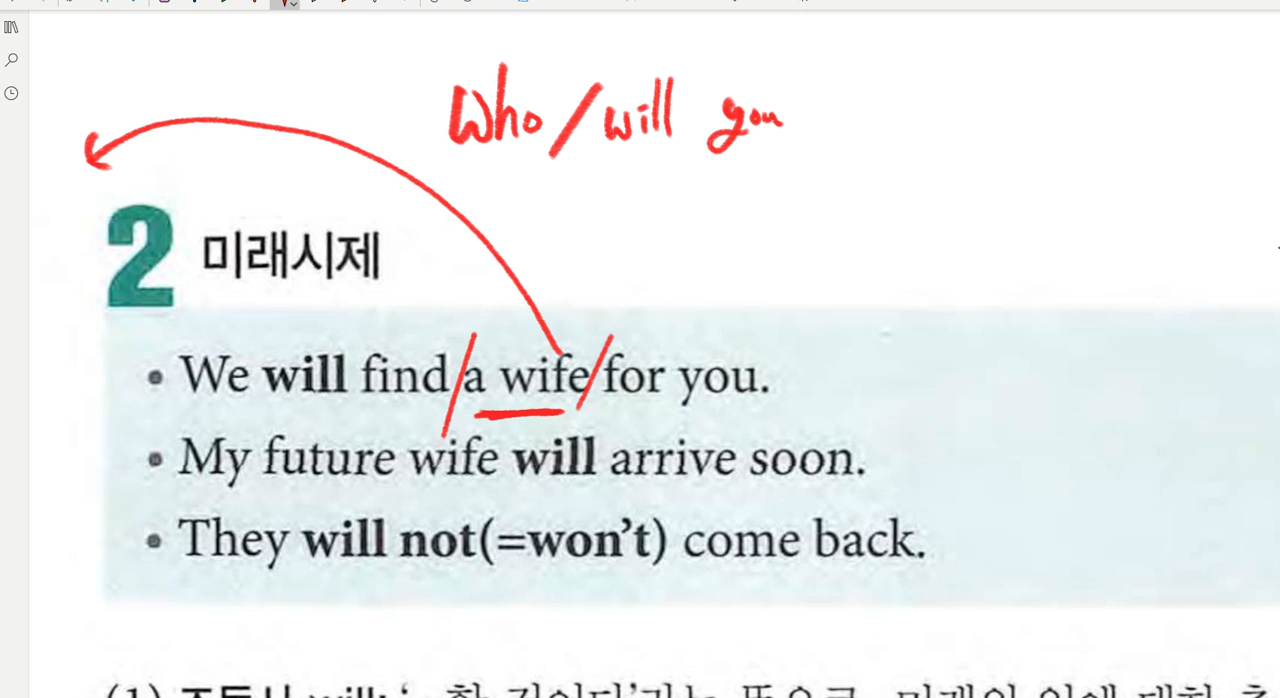 Who / will you
2 미래시제
• We will find / a wife / for you.
• My future wife will arrive soon.
• They will not(=won't) come back.